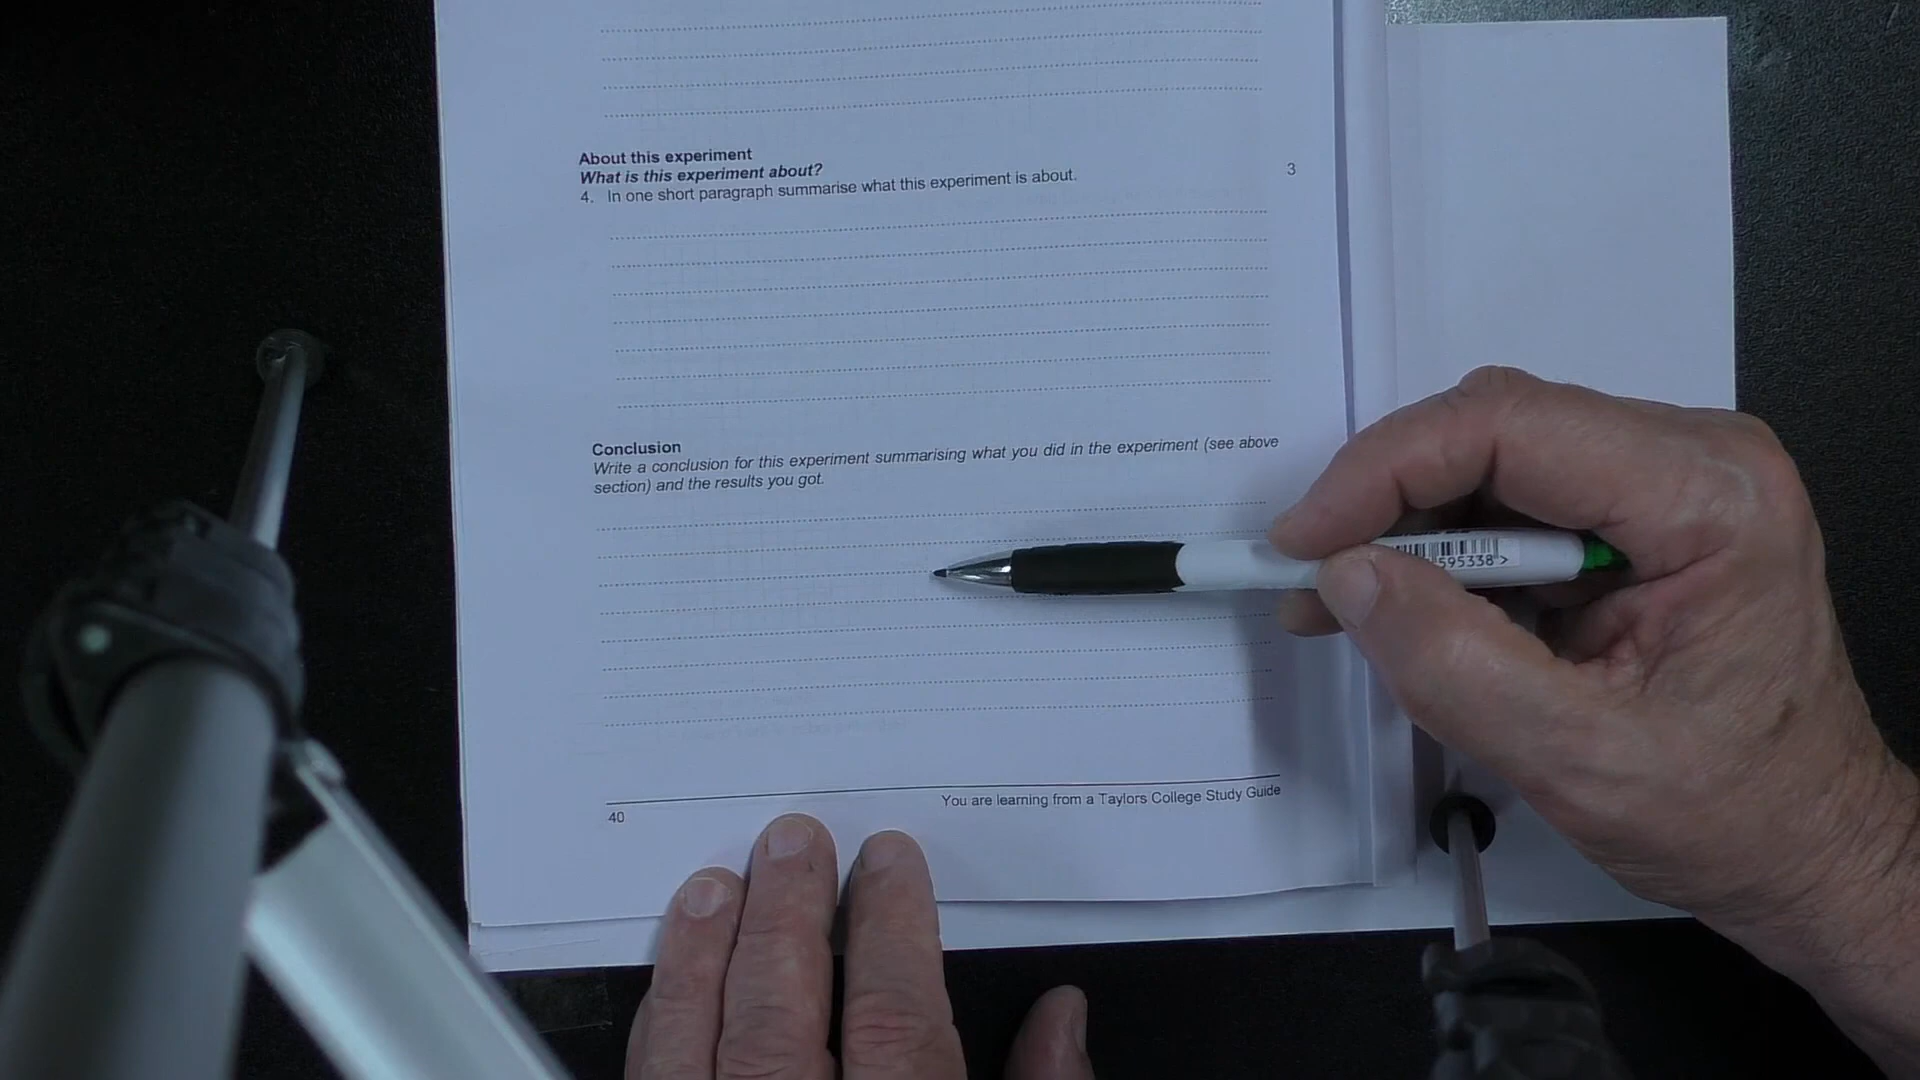 About this experiment
What is this experiment about?
4. In one short paragraph summarise what this experiment is about.
3
Conclusion
Write a conclusion for this experiment summarising what you did in the experiment (see above
section) and the results you got.
595338 >
You are learning from a Taylors College Study Guide
40